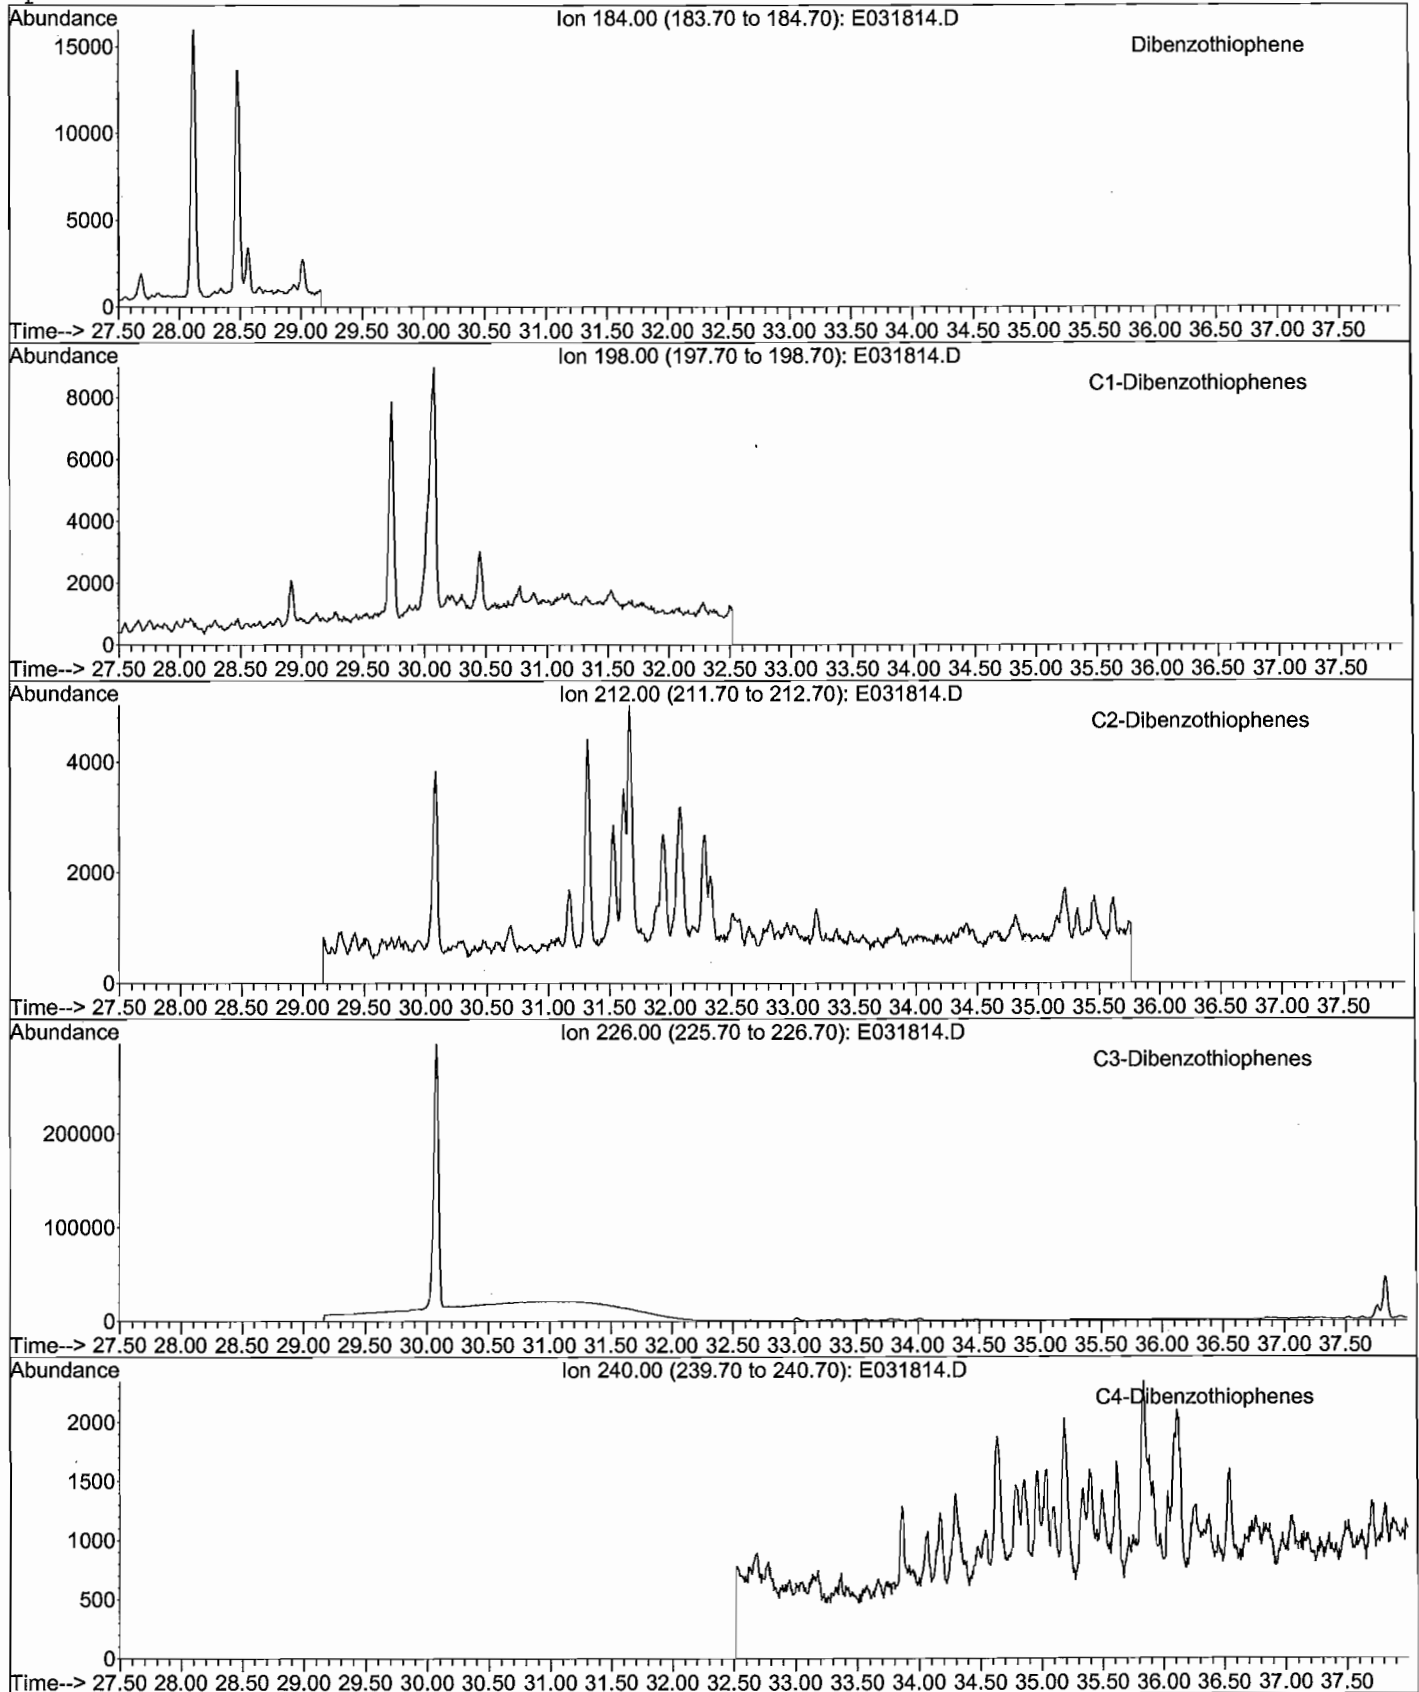 Abundance Ion 184.00 (183.70 to 184.70): E031814.D
Dibenzothiophene
15000
10000
5000
0
Time--> 27.50 28.00 28.50 29.00 29.50 30.00 30.50 31.00 31.50 32.00 32.50 33.00 33.50 34.00 34.50 35.00 35.50 36.00 36.50 37.00 37.50
Abundance Ion 198.00 (197.70 to 198.70): E031814.D
C1-Dibenzothiophenes
8000
6000
4000
2000
0
Time--> 27.50 28.00 28.50 29.00 29.50 30.00 30.50 31.00 31.50 32.00 32.50 33.00 33.50 34.00 34.50 35.00 35.50 36.00 36.50 37.00 37.50
Abundance Ion 212.00 (211.70 to 212.70): E031814.D
C2-Dibenzothiophenes
4000
2000
0
Time--> 27.50 28.00 28.50 29.00 29.50 30.00 30.50 31.00 31.50 32.00 32.50 33.00 33.50 34.00 34.50 35.00 35.50 36.00 36.50 37.00 37.50
Abundance Ion 226.00 (225.70 to 226.70): E031814.D
C3-Dibenzothiophenes
200000
100000
0
Time--> 27.50 28.00 28.50 29.00 29.50 30.00 30.50 31.00 31.50 32.00 32.50 33.00 33.50 34.00 34.50 35.00 35.50 36.00 36.50 37.00 37.50
Abundance Ion 240.00 (239.70 to 240.70): E031814.D
C4-Dibenzothiophenes
2000
1500
1000
500
0
Time--> 27.50 28.00 28.50 29.00 29.50 30.00 30.50 31.00 31.50 32.00 32.50 33.00 33.50 34.00 34.50 35.00 35.50 36.00 36.50 37.00 37.50